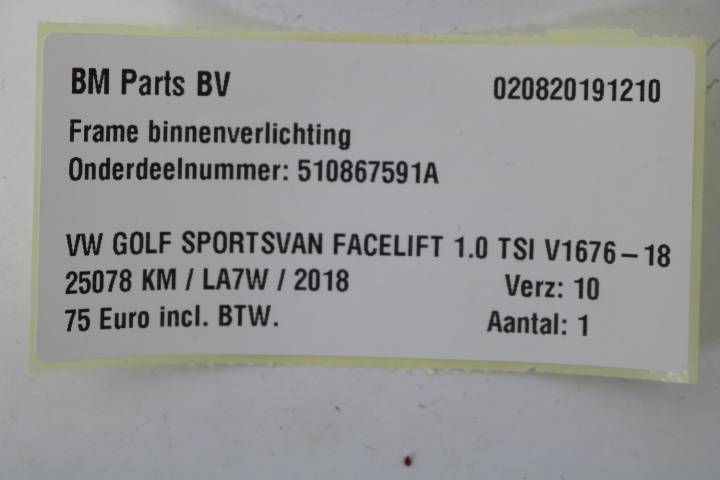 BM Parts BV 020820191210
Frame binnenverlichting
Onderdeelnummer: 510867591A
VW GOLF SPORTSVAN FACELIFT 1.0 TSI V1676-18
25078 KM / LA7W / 2018 Verz: 10
75 Euro incl. BTW. Aantal: 1